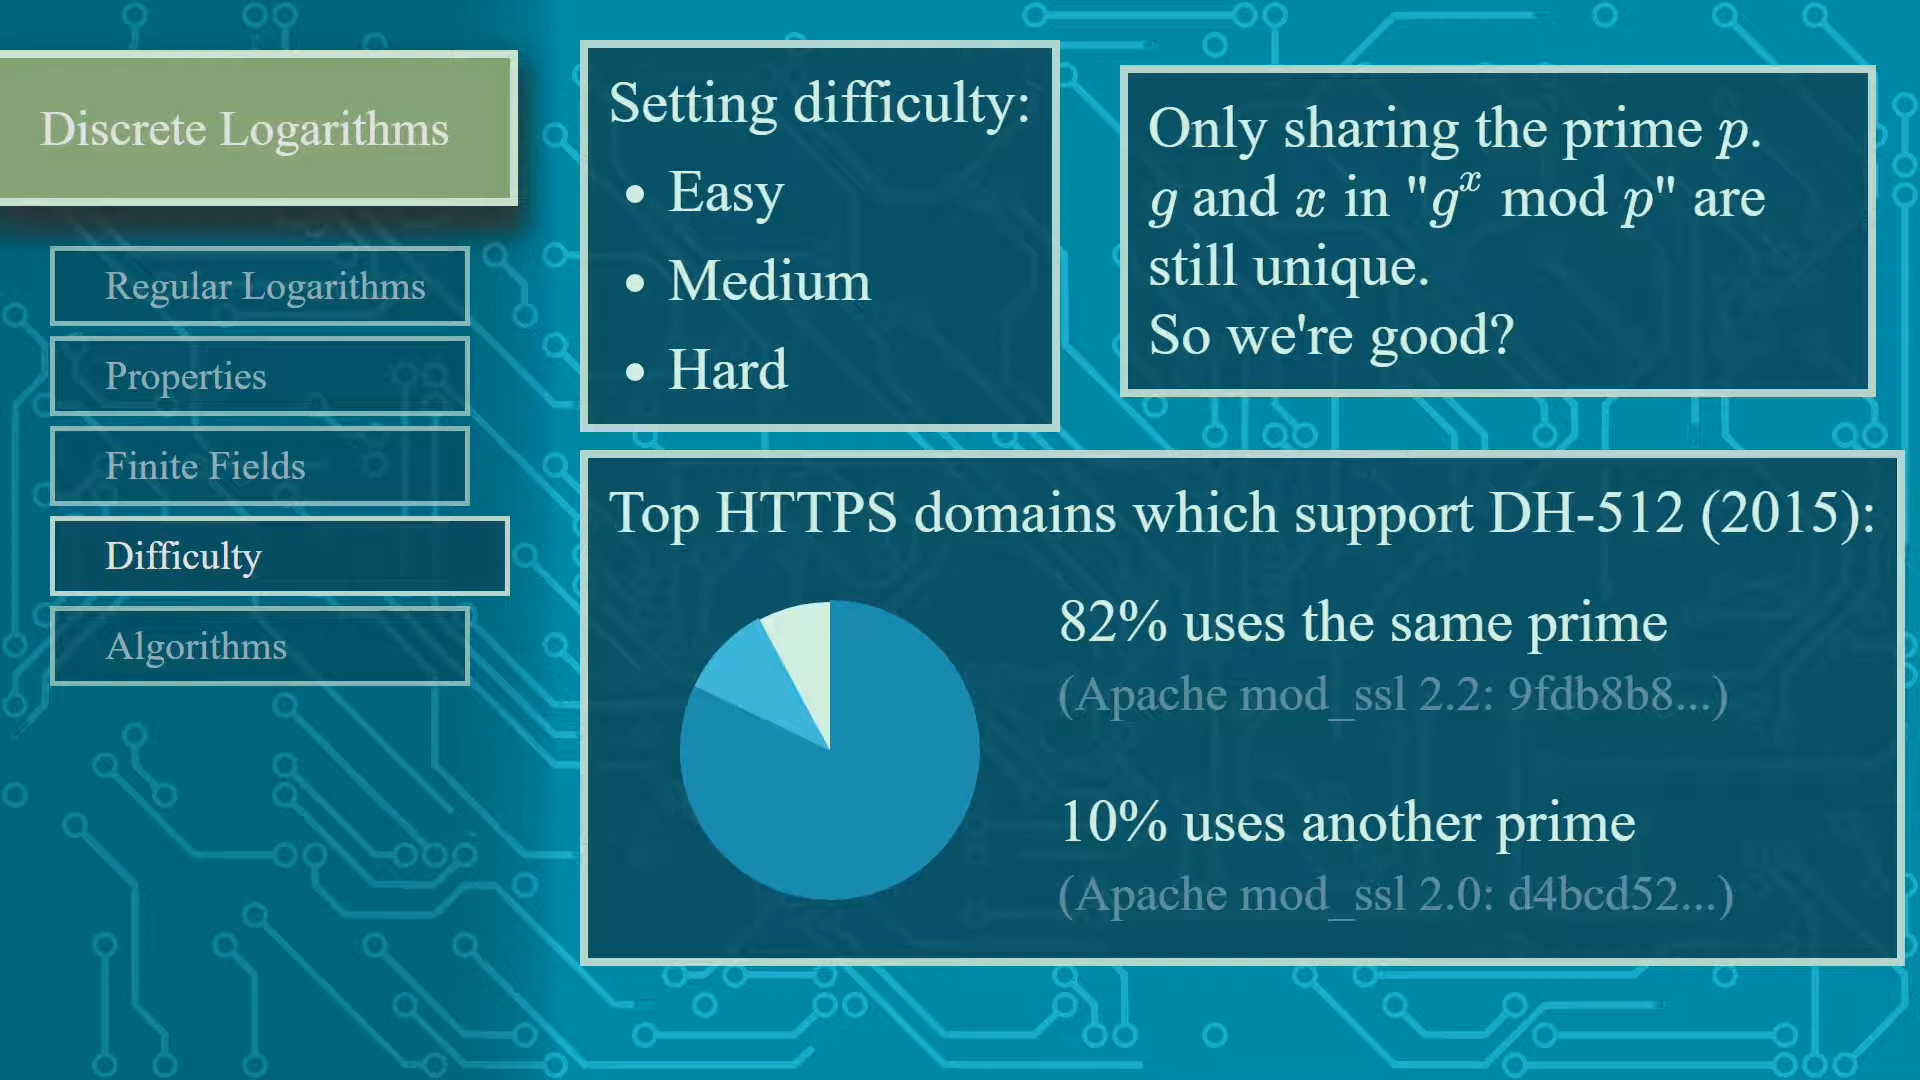 Discrete Logarithms
Regular Logarithms
Properties
Finite Fields
Difficulty
Algorithms
Setting difficulty:
• Easy
• Medium
• Hard
Only sharing the prime p.
g and x in "g^x mod p" are
still unique.
So we're good?
Top HTTPS domains which support DH-512 (2015):
82% uses the same prime
(Apache mod_ssl 2.2: 9fdb8b8...)
10% uses another prime
(Apache mod_ssl 2.0: d4bcd52...)